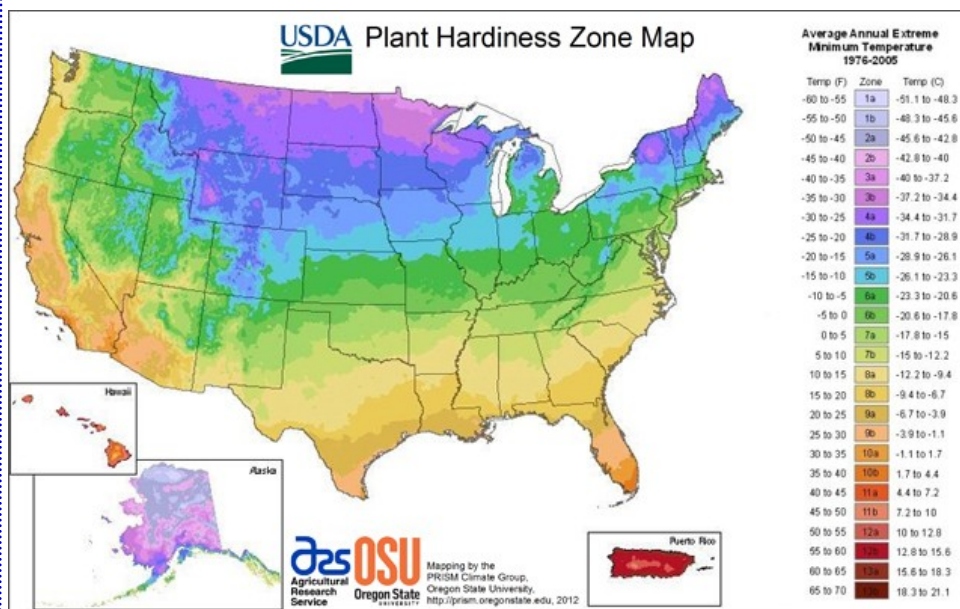 USDA Plant Hardiness Zone Map
Average Annual Extreme
Minimum Temperature
1976-2005
Temp (F) Zone Temp (C)
-60 to -55 1a -51.1 to -48.3
-55 to -50 1b -48.3 to -45.6
-50 to -45 2a -45.6 to -42.8
-45 to -40 2b -42.8 to -40
-40 to -35 3a -40 to -37.2
-35 to -30 3b -37.2 to -34.4
-30 to -25 4a -34.4 to -31.7
-25 to -20 4b -31.7 to -28.9
-20 to -15 5a -28.9 to -26.1
-15 to -10 5b -26.1 to -23.3
-10 to -5 6a -23.3 to -20.6
-5 to 0 6b -20.6 to -17.8
0 to 5 7a -17.8 to -15
5 to 10 7b -15 to -12.2
10 to 15 8a -12.2 to -9.4
15 to 20 8b -9.4 to -6.7
20 to 25 9a -6.7 to -3.9
25 to 30 9b -3.9 to -1.1
30 to 35 10a -1.1 to 1.7
35 to 40 10b 1.7 to 4.4
40 to 45 11a 4.4 to 7.2
45 to 50 11b 7.2 to 10
50 to 55 12a 10 to 12.8
55 to 60 12b 12.8 to 15.6
60 to 65 13a 15.6 to 18.3
65 to 70 13b 18.3 to 21.1
Hawaii
Alaska
Puerto Rico
ars
Agricultural
Research
Service
OSU
Oregon State
UNIVERSITY
Mapping by the
PRISM Climate Group,
Oregon State University,
http://prism.oregonstate.edu, 2012